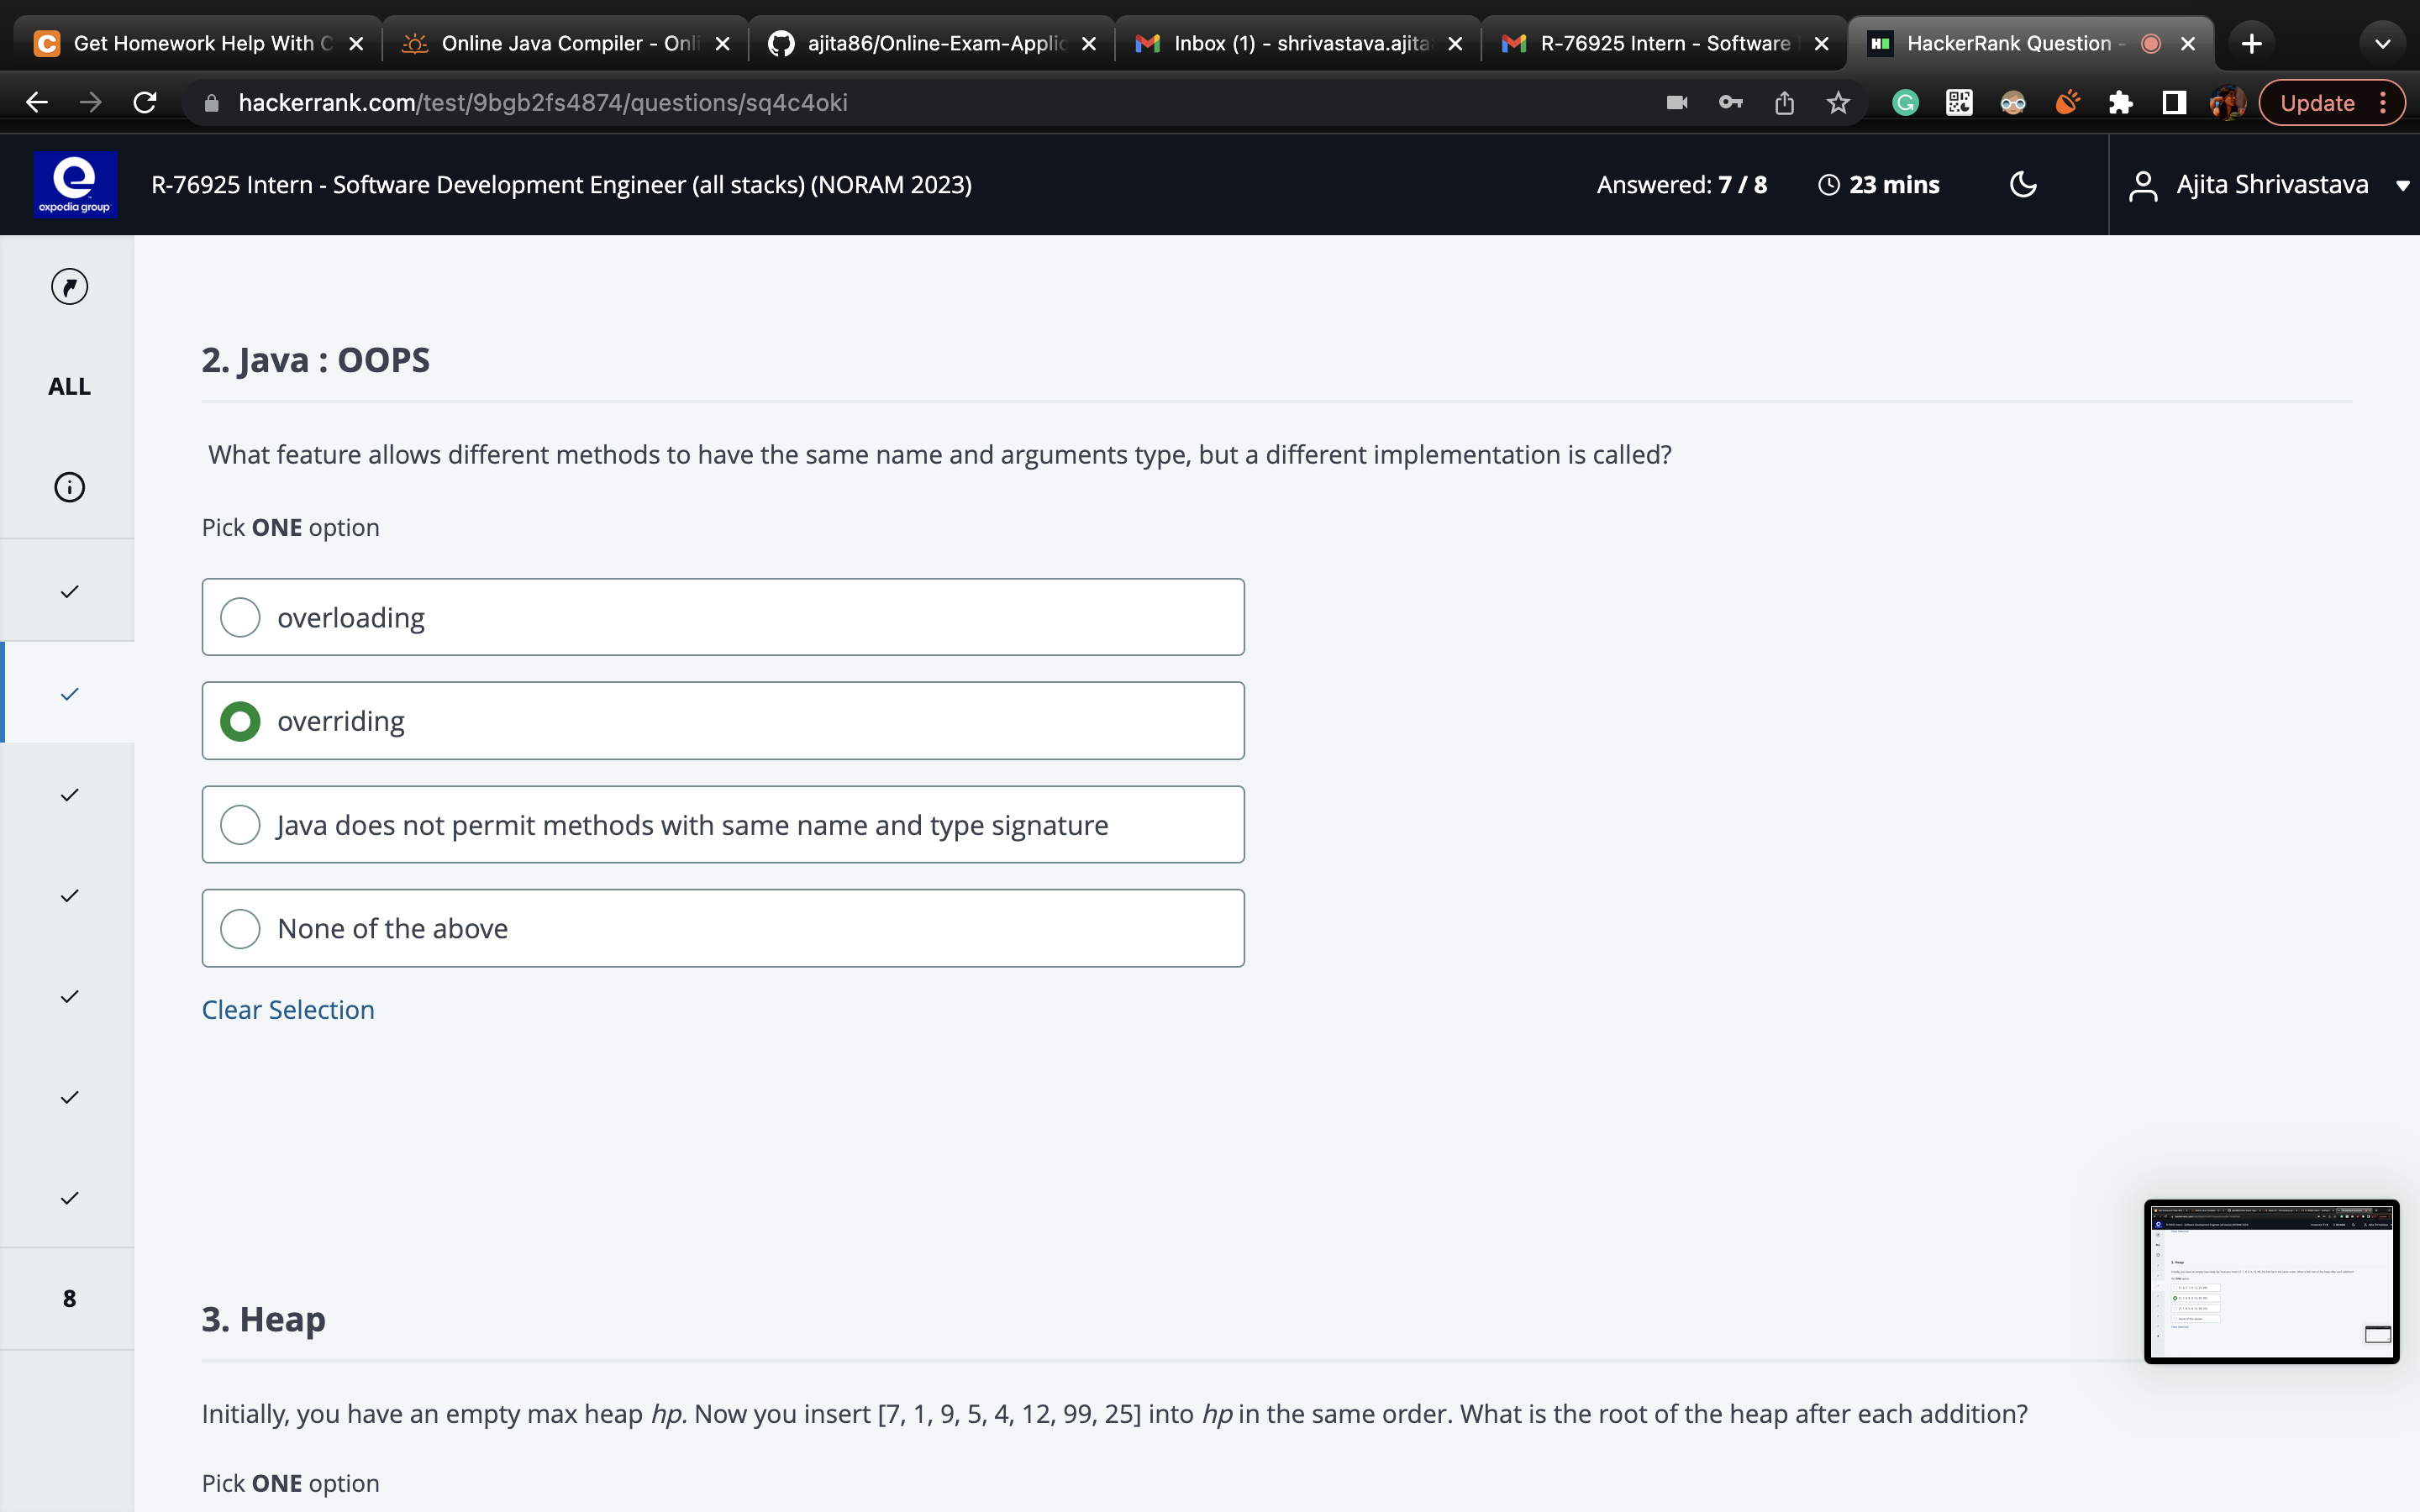 Get Homework Help With C
Online Java Compiler - Onli
ajita86/Online-Exam-Applic
Inbox (1) - shrivastava.ajita
R-76925 Intern - Software
HackerRank Question -
hackerrank.com/test/9bgb2fs4874/questions/sq4c4oki
Update
expedia group
R-76925 Intern - Software Development Engineer (all stacks) (NORAM 2023)
Answered: 7 / 8
23 mins
Ajita Shrivastava
ALL
2. Java : OOPS
What feature allows different methods to have the same name and arguments type, but a different implementation is called?
Pick ONE option
overloading
overriding
Java does not permit methods with same name and type signature
None of the above
Clear Selection
8
3. Heap
Initially, you have an empty max heap hp. Now you insert [7, 1, 9, 5, 4, 12, 99, 25] into hp in the same order. What is the root of the heap after each addition?
Pick ONE option